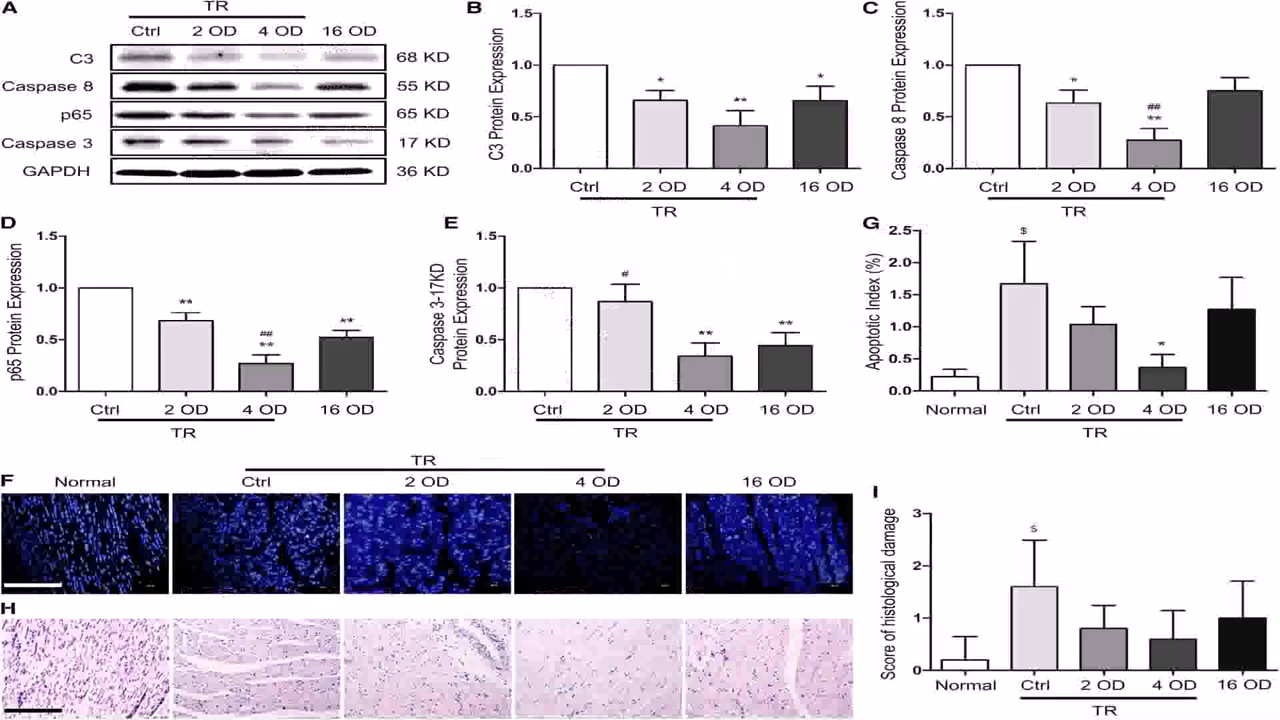 A
TR
Ctrl 2 OD 4 OD 16 OD
C3 68 KD
Caspase 8 55 KD
p65 65 KD
Caspase 3 17 KD
GAPDH 36 KD
B
C3 Protein Expression
1.5
1.0
0.5
0.0
* ** *
Ctrl 2 OD 4 OD 16 OD
TR
C
Caspase 8 Protein Expression
1.5
1.0
0.5
0.0
*
##
**
Ctrl 2 OD 4 OD 16 OD
TR
D
p65 Protein Expression
1.5
1.0
0.5
0.0
**
##
**
**
Ctrl 2 OD 4 OD 16 OD
TR
E
Caspase 3-17KD
Protein Expression
1.5
1.0
0.5
0.0
#
** **
Ctrl 2 OD 4 OD 16 OD
TR
G
Apoptotic Index (%)
2.5
2.0
1.5
1.0
0.5
0.0
$
*
Normal Ctrl 2 OD 4 OD 16 OD
TR
F
TR
Normal Ctrl 2 OD 4 OD 16 OD
H
I
Score of histological damage
3
2
1
0
$
Normal Ctrl 2 OD 4 OD 16 OD
TR